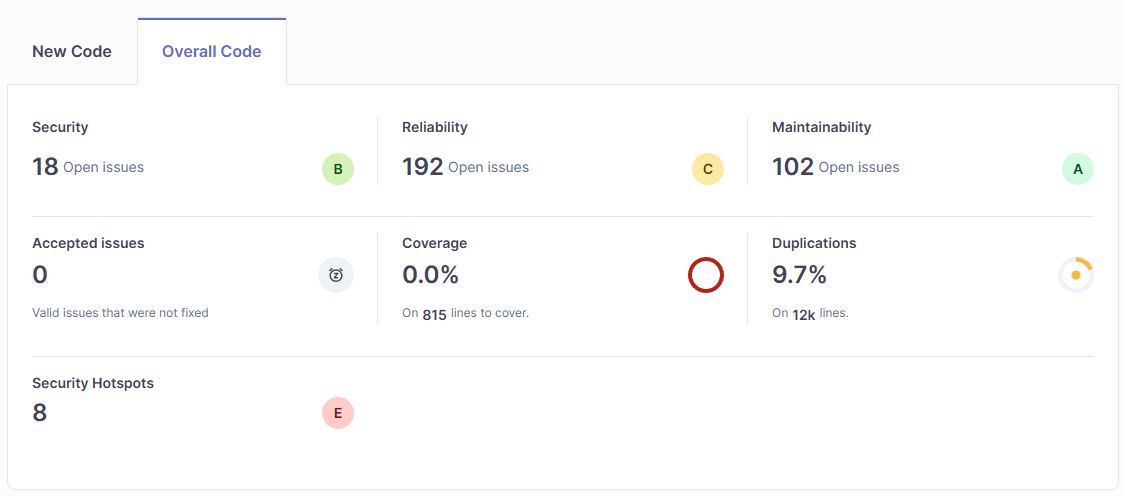 New Code
Overall Code
Security
18 Open issues
B
Reliability
192 Open issues
C
Maintainability
102 Open issues
A
Accepted issues
0
Valid issues that were not fixed
Coverage
0.0%
On 815 lines to cover.
Duplications
9.7%
On 12k lines.
Security Hotspots
8
E